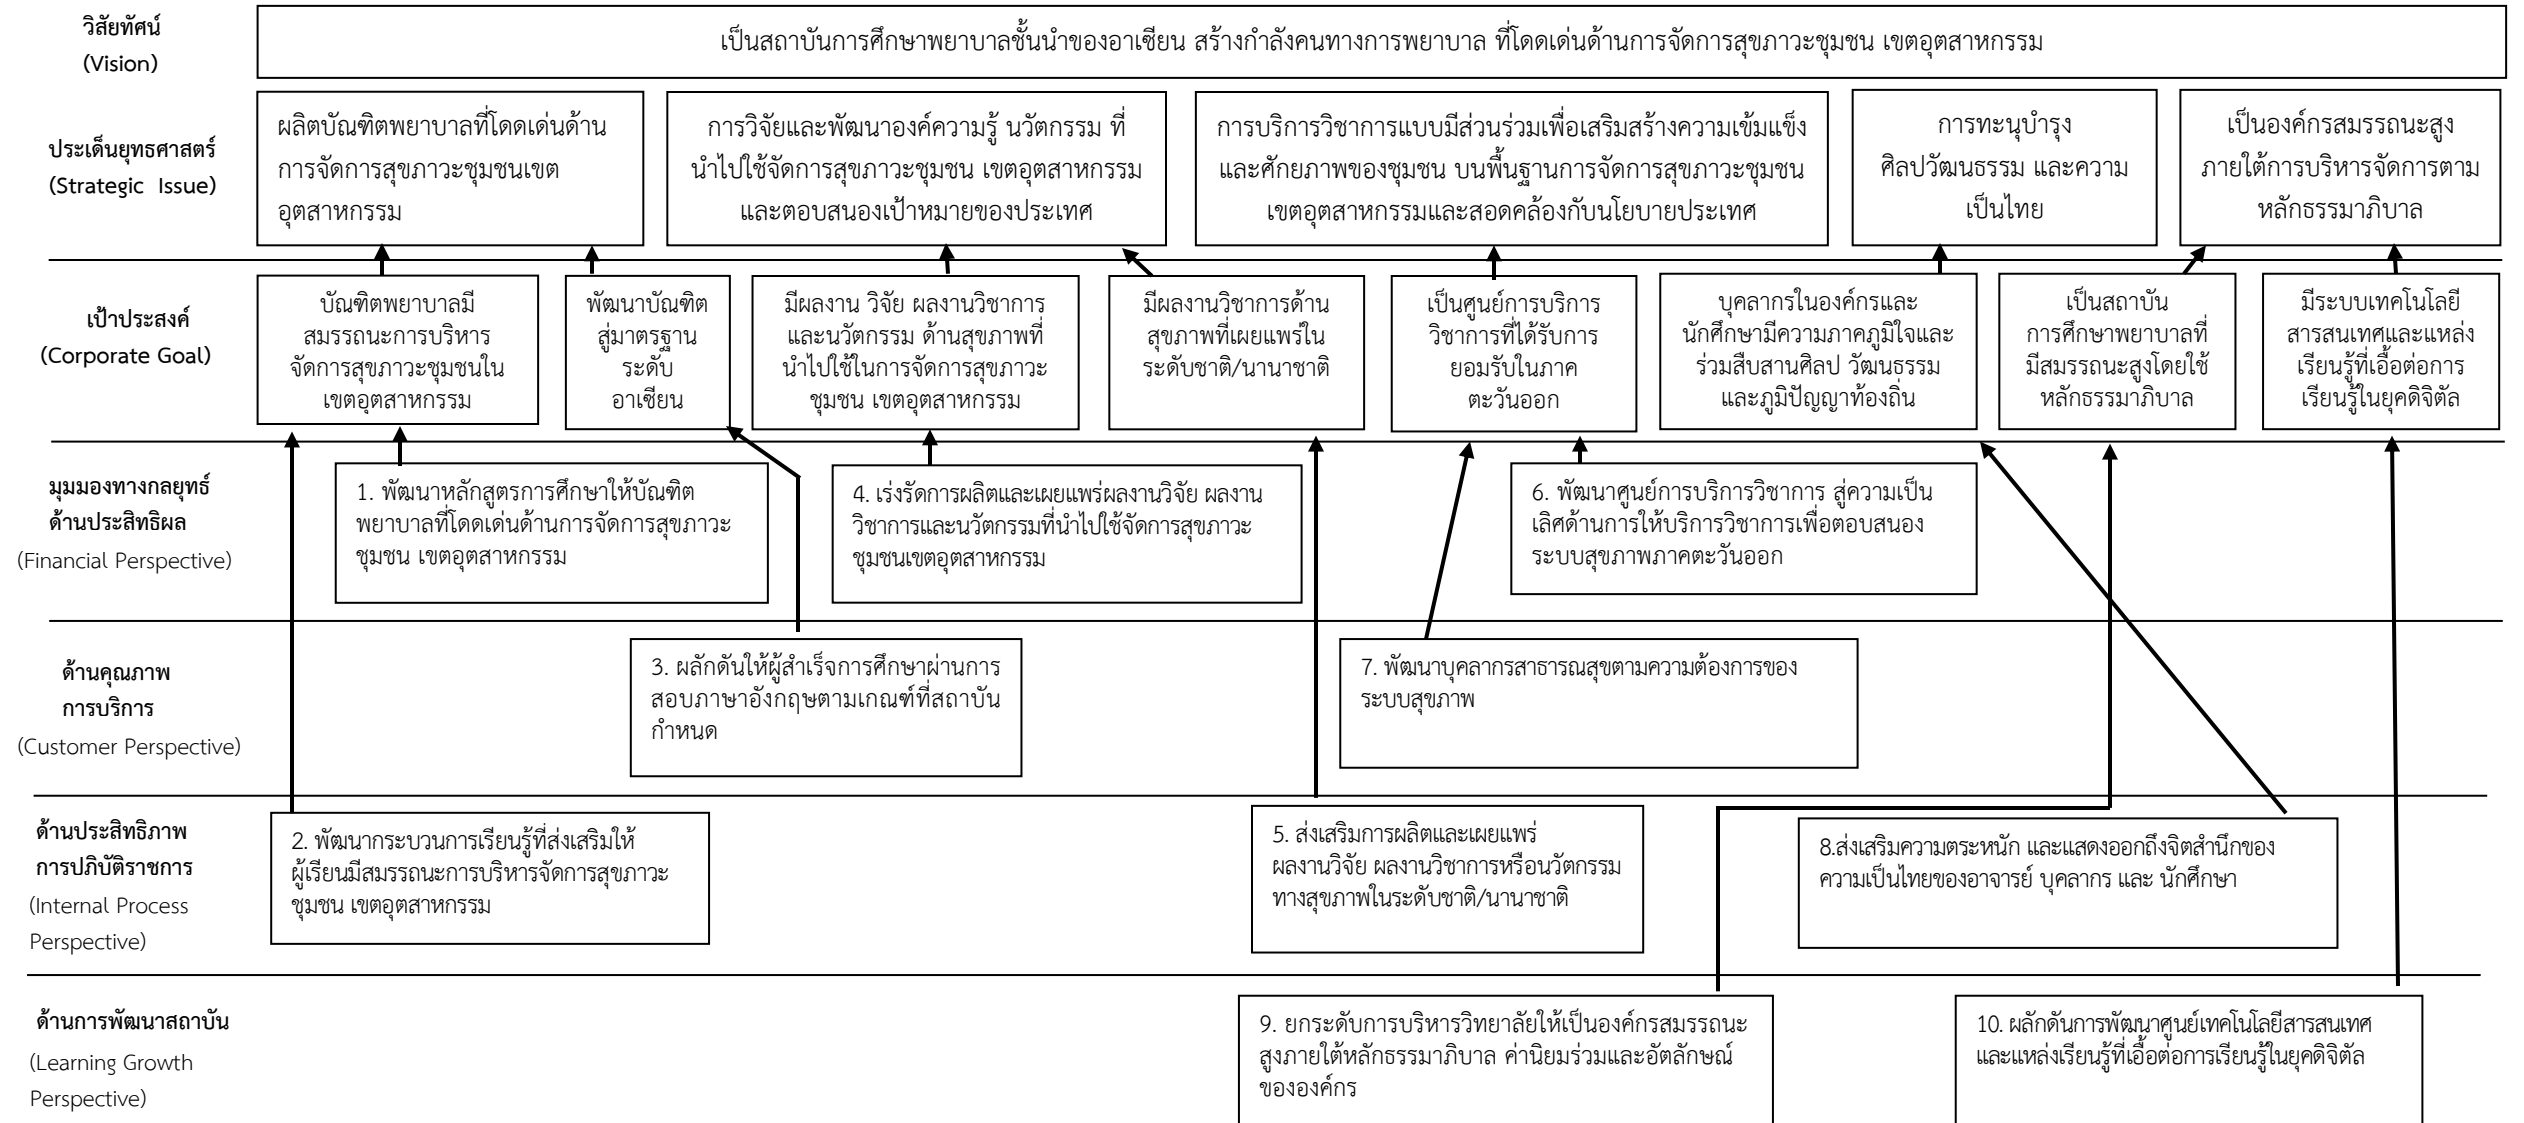 วิสัยทัศน์
(Vision)
เป็นสถาบันการศึกษาพยาบาลชั้นนำของอาเซียน สร้างกำลังคนทางการพยาบาล ที่โดดเด่นด้านการจัดการสุขภาวะชุมชน เขตอุตสาหกรรม
ประเด็นยุทธศาสตร์
(Strategic Issue)
ผลิตบัณฑิตพยาบาลที่โดดเด่นด้าน
การจัดการสุขภาวะชุมชนเขต
อุตสาหกรรม
การวิจัยและพัฒนาองค์ความรู้ นวัตกรรม ที่
นำไปใช้จัดการสุขภาวะชุมชน เขตอุตสาหกรรม
และตอบสนองเป้าหมายของประเทศ
การบริการวิชาการแบบมีส่วนร่วมเพื่อเสริมสร้างความเข้มแข็ง
และศักยภาพของชุมชน บนพื้นฐานการจัดการสุขภาวะชุมชน
เขตอุตสาหกรรมและสอดคล้องกับนโยบายประเทศ
การทะนุบำรุง
ศิลปวัฒนธรรม และความ
เป็นไทย
เป็นองค์กรสมรรถนะสูง
ภายใต้การบริหารจัดการตาม
หลักธรรมาภิบาล
เป้าประสงค์
(Corporate Goal)
บัณฑิตพยาบาลมี
สมรรถนะการบริหาร
จัดการสุขภาวะชุมชนใน
เขตอุตสาหกรรม
พัฒนาบัณฑิต
สู่มาตรฐาน
ระดับ
อาเซียน
มีผลงาน วิจัย ผลงานวิชาการ
และนวัตกรรม ด้านสุขภาพที่
นำไปใช้ในการจัดการสุขภาวะ
ชุมชน เขตอุตสาหกรรม
มีผลงานวิชาการด้าน
สุขภาพที่เผยแพร่ใน
ระดับชาติ/นานาชาติ
เป็นศูนย์การบริการ
วิชาการที่ได้รับการ
ยอมรับในภาค
ตะวันออก
บุคลากรในองค์กรและ
นักศึกษามีความภาคภูมิใจและ
ร่วมสืบสานศิลป วัฒนธรรม
และภูมิปัญญาท้องถิ่น
เป็นสถาบัน
การศึกษาพยาบาลที่
มีสมรรถนะสูงโดยใช้
หลักธรรมาภิบาล
มีระบบเทคโนโลยี
สารสนเทศและแหล่ง
เรียนรู้ที่เอื้อต่อการ
เรียนรู้ในยุคดิจิตัล
มุมมองทางกลยุทธ์
ด้านประสิทธิผล
(Financial Perspective)
1. พัฒนาหลักสูตรการศึกษาให้บัณฑิต
พยาบาลที่โดดเด่นด้านการจัดการสุขภาวะ
ชุมชน เขตอุตสาหกรรม
4. เร่งรัดการผลิตและเผยแพร่ผลงานวิจัย ผลงาน
วิชาการและนวัตกรรมที่นำไปใช้จัดการสุขภาวะ
ชุมชนเขตอุตสาหกรรม
6. พัฒนาศูนย์การบริการวิชาการ สู่ความเป็น
เลิศด้านการให้บริการวิชาการเพื่อตอบสนอง
ระบบสุขภาพภาคตะวันออก
ด้านคุณภาพ
การบริการ
(Customer Perspective)
3. ผลักดันให้ผู้สำเร็จการศึกษาผ่านการ
สอบภาษาอังกฤษตามเกณฑ์ที่สถาบัน
กำหนด
7. พัฒนาบุคลากรสาธารณสุขตามความต้องการของ
ระบบสุขภาพ
ด้านประสิทธิภาพ
การปฏิบัติราชการ
(Internal Process
Perspective)
2. พัฒนากระบวนการเรียนรู้ที่ส่งเสริมให้
ผู้เรียนมีสมรรถนะการบริหารจัดการสุขภาวะ
ชุมชน เขตอุตสาหกรรม
5. ส่งเสริมการผลิตและเผยแพร่
ผลงานวิจัย ผลงานวิชาการหรือนวัตกรรม
ทางสุขภาพในระดับชาติ/นานาชาติ
8.ส่งเสริมความตระหนัก และแสดงออกถึงจิตสำนึกของ
ความเป็นไทยของอาจารย์ บุคลากร และ นักศึกษา
ด้านการพัฒนาสถาบัน
(Learning Growth
Perspective)
9. ยกระดับการบริหารวิทยาลัยให้เป็นองค์กรสมรรถนะ
สูงภายใต้หลักธรรมาภิบาล ค่านิยมร่วมและอัตลักษณ์
ขององค์กร
10. ผลักดันการพัฒนาศูนย์เทคโนโลยีสารสนเทศ
และแหล่งเรียนรู้ที่เอื้อต่อการเรียนรู้ในยุคดิจิตัล